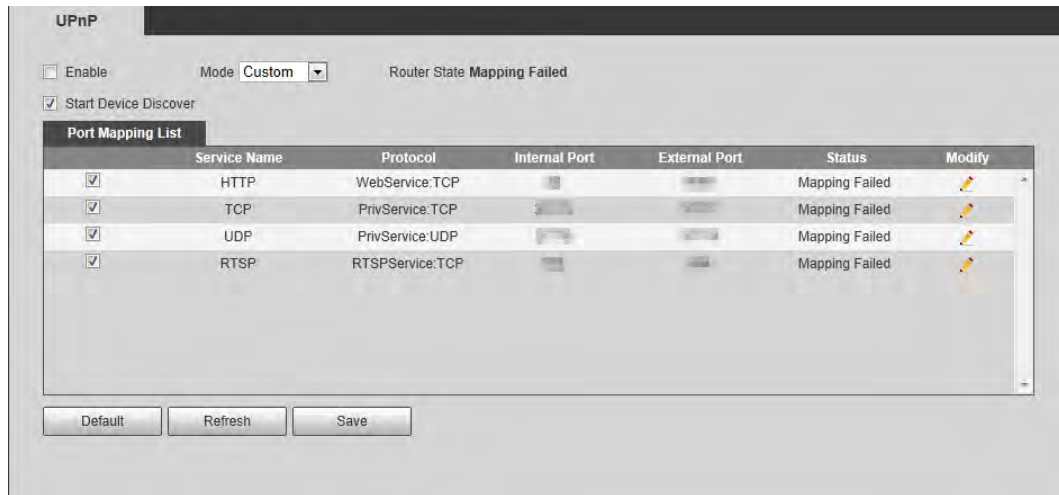 UPnP
Enable Mode Custom Router State Mapping Failed
Start Device Discover
Port Mapping List
Service Name Protocol Internal Port External Port Status Modify
HTTP WebService:TCP Mapping Failed
TCP PrivService:TCP Mapping Failed
UDP PrivService:UDP Mapping Failed
RTSP RTSPService:TCP Mapping Failed
Default Refresh Save